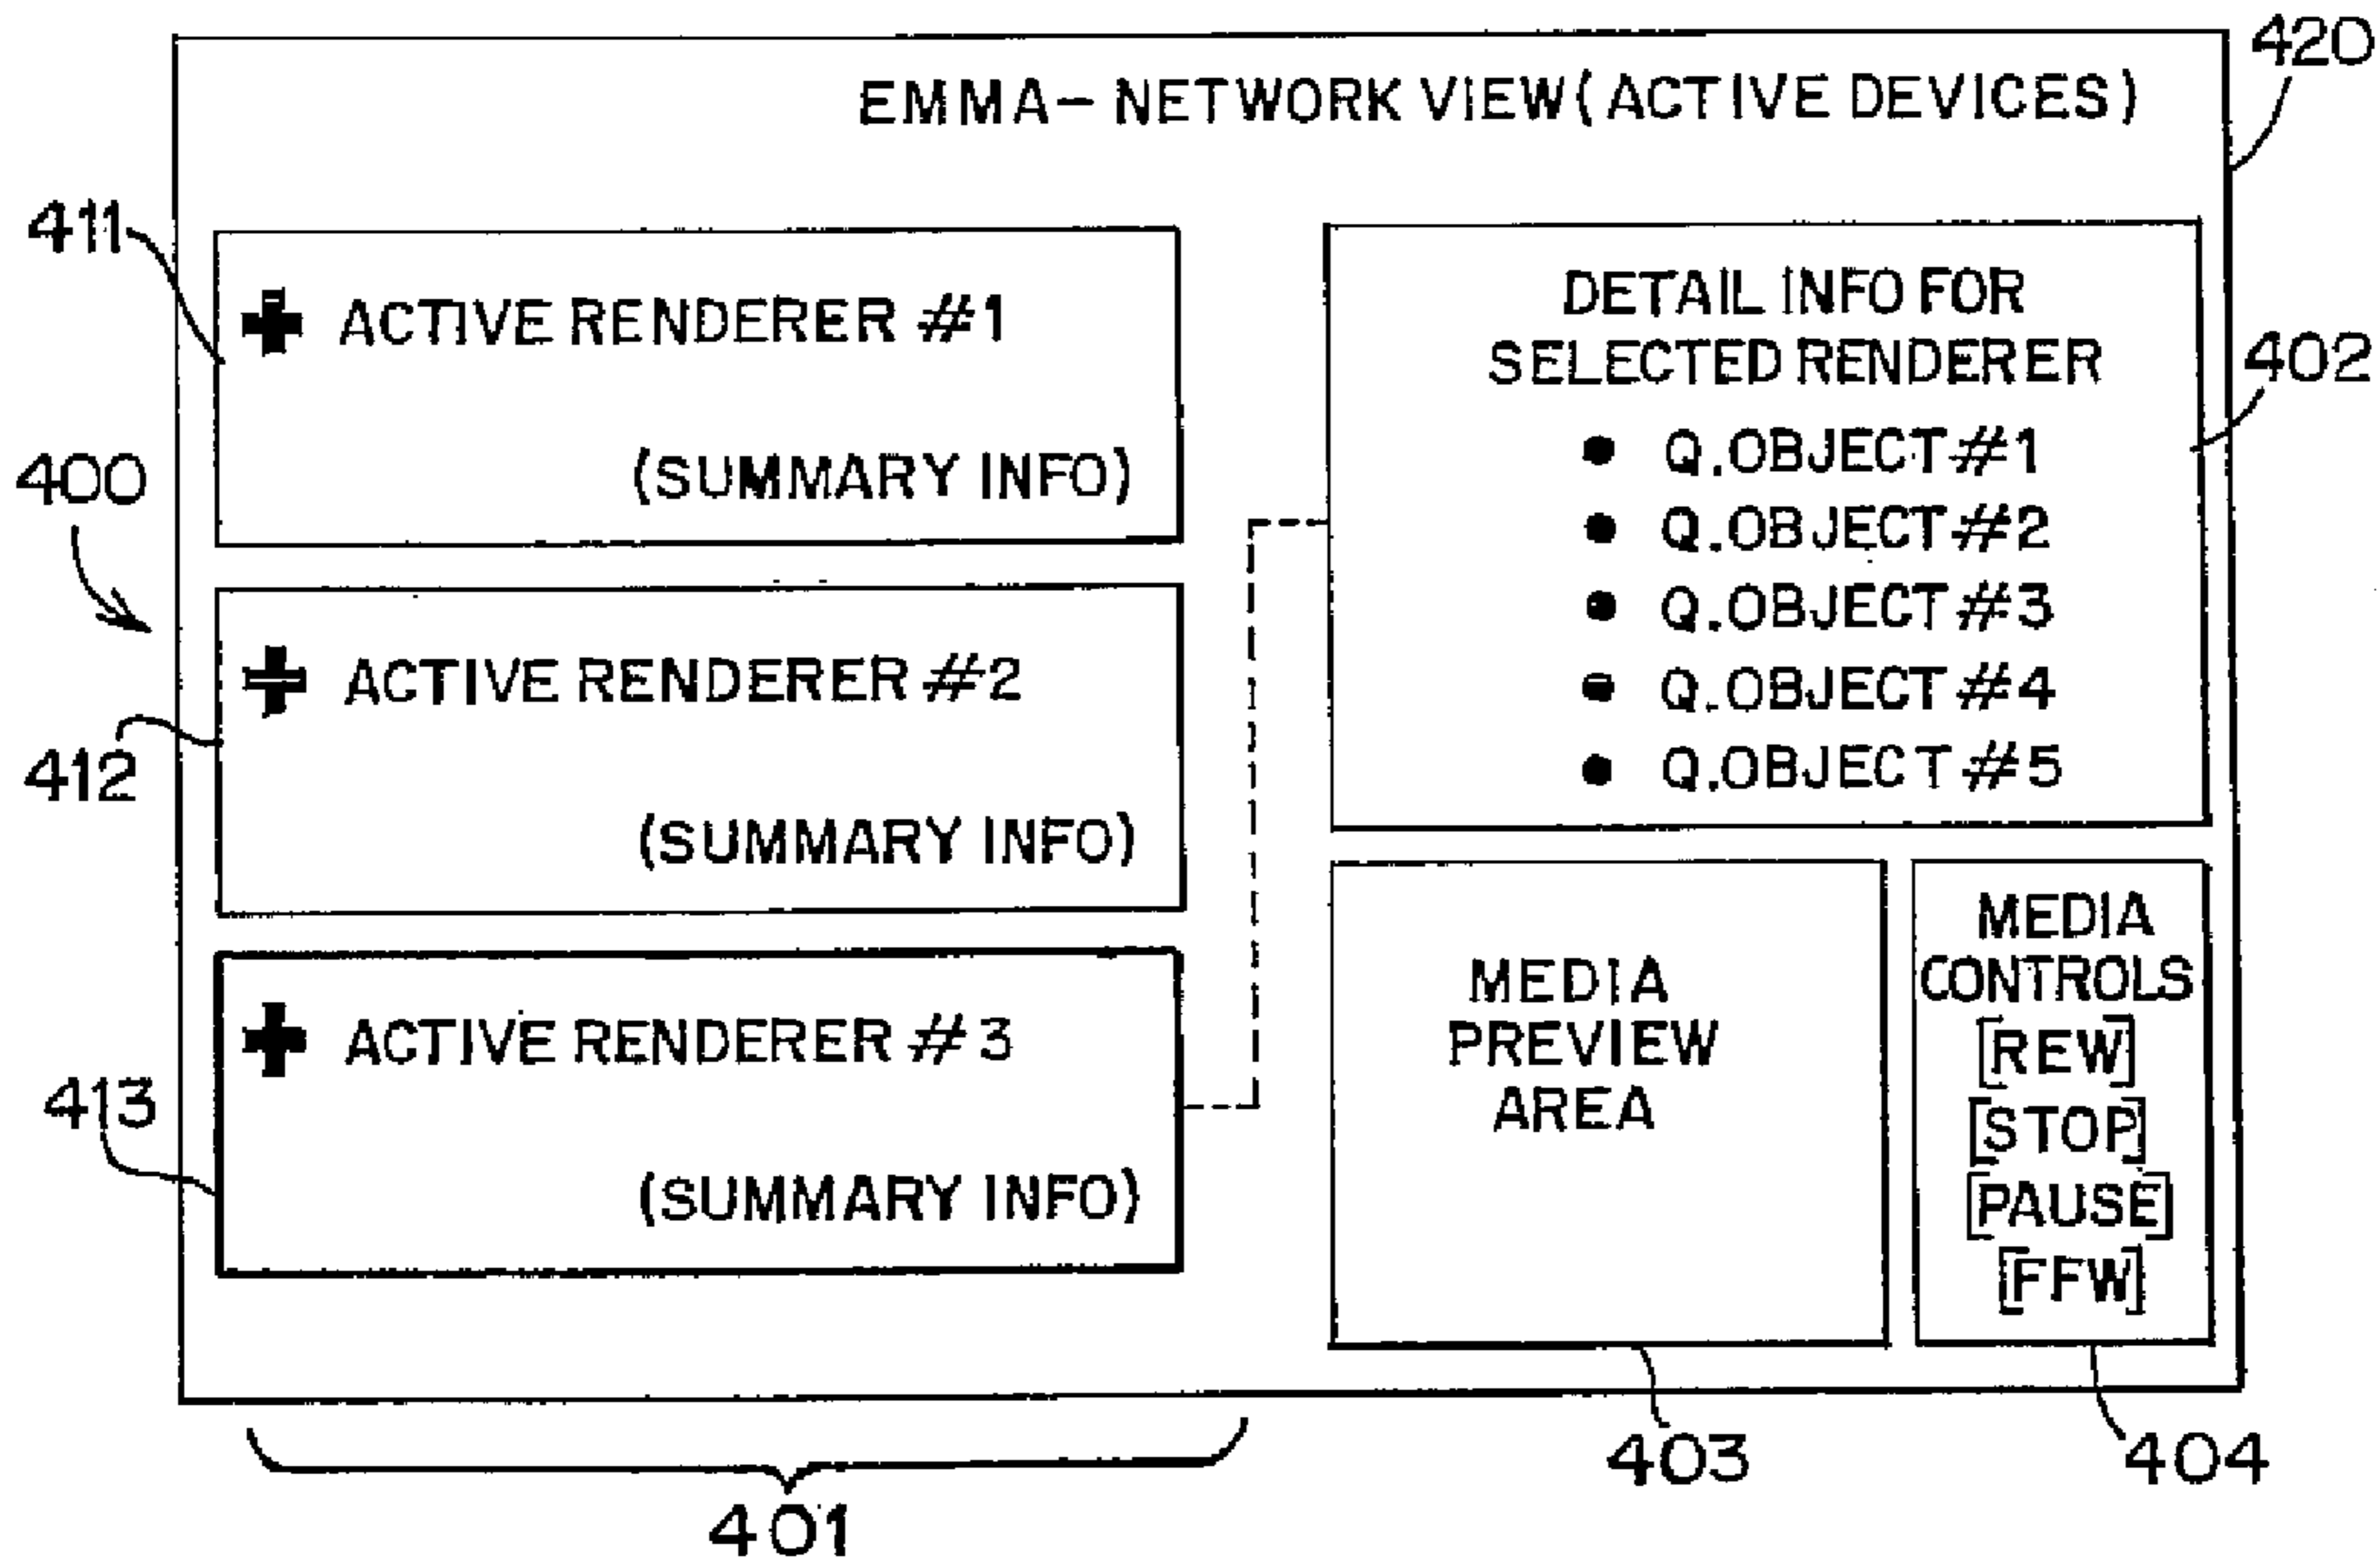 420
EMMA- NETWORK VIEW (ACTIVE DEVICES)
411
ACTIVE RENDERER #1
(SUMMARY INFO)
400
ACTIVE RENDERER #2
(SUMMARY INFO)
412
ACTIVE RENDERER #3
(SUMMARY INFO)
413
401
DETAIL INFO FOR
SELECTED RENDERER
402
• Q.OBJECT #1
• Q.OBJECT #2
• Q.OBJECT #3
• Q.OBJECT #4
• Q.OBJECT #5
MEDIA
PREVIEW
AREA
403
MEDIA
CONTROLS
[REW]
[STOP]
[PAUSE]
[FFW]
404